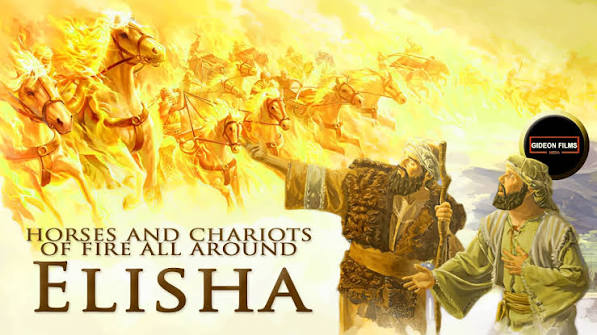 GIDEON FILMS
MEDIA
HORSES AND CHARIOTS
OF FIRE ALL AROUND
ELISHA